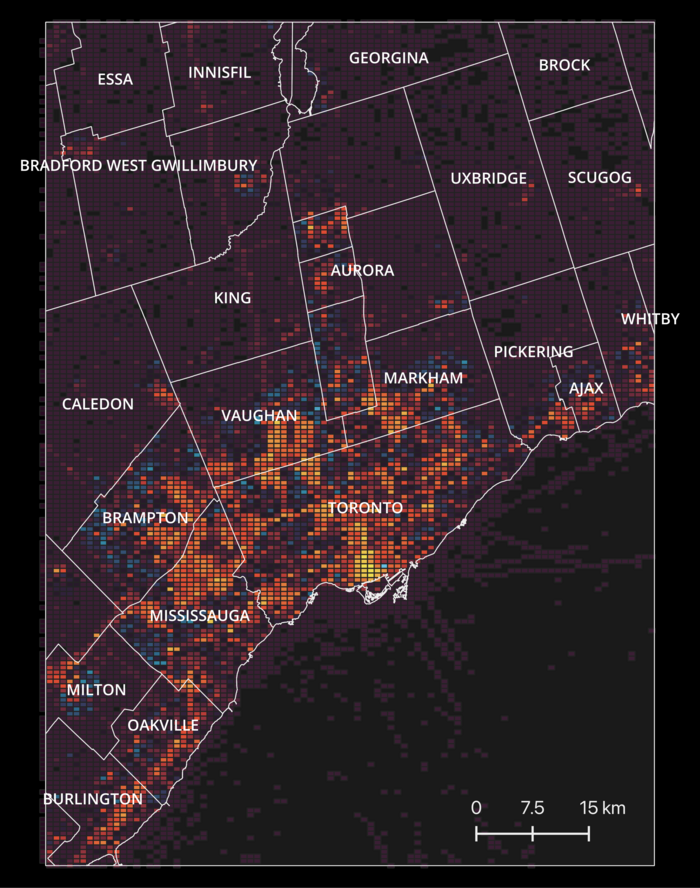 GEORGINA
BROCK
ESSA
INNISFIL
BRADFORD WEST GWILLIMBURY
UXBRIDGE
SCUGOG
AURORA
KING
WHITBY
PICKERING
MARKHAM
AJAX
CALEDON
VAUGHAN
TORONTO
BRAMPTON
MISSISSAUGA
MILTON
OAKVILLE
BURLINGTON
0 7.5 15 km